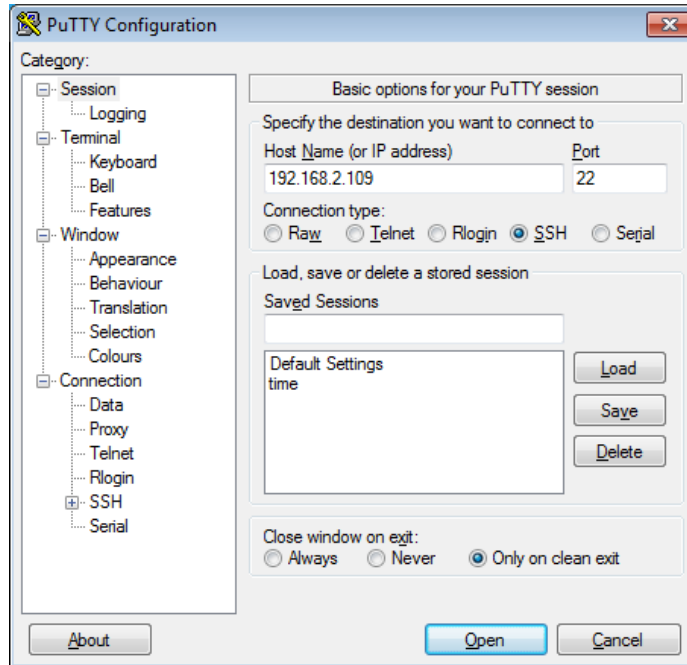 PuTTY Configuration
Category:
Session
Logging
Terminal
Keyboard
Bell
Features
Window
Appearance
Behaviour
Translation
Selection
Colours
Connection
Data
Proxy
Telnet
Rlogin
SSH
Serial
Basic options for your PuTTY session
Specify the destination you want to connect to
Host Name (or IP address) Port
192.168.2.109 22
Connection type:
Raw Telnet Rlogin SSH Serial
Load, save or delete a stored session
Saved Sessions
Default Settings
time
Load
Save
Delete
Close window on exit:
Always Never Only on clean exit
About Open Cancel